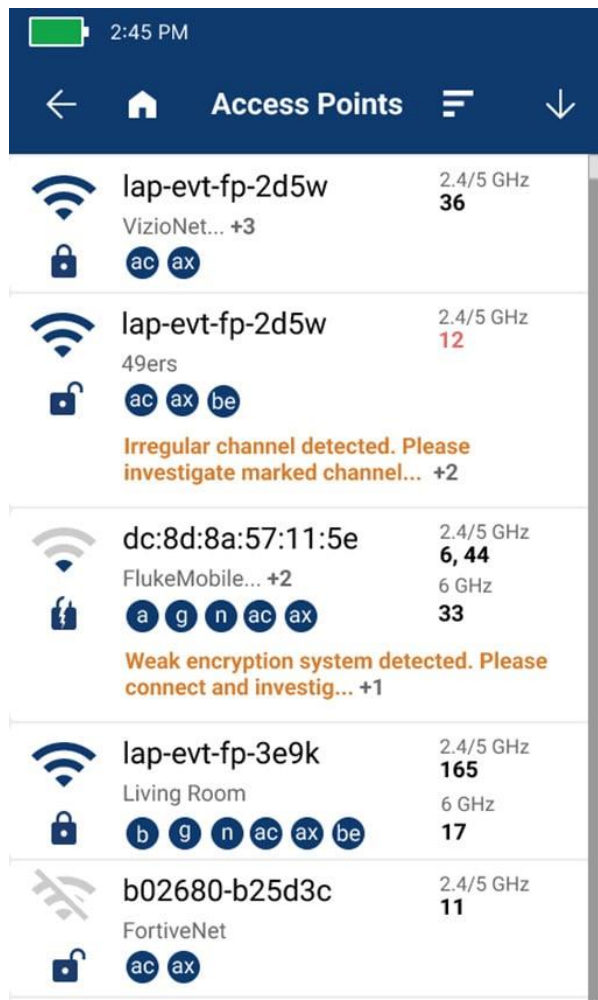 2:45 PM
Access Points
lap-evt-fp-2d5w
2.4/5 GHz
36
VizioNet... +3
ac ax
lap-evt-fp-2d5w
2.4/5 GHz
12
49ers
ac ax be
Irregular channel detected. Please
investigate marked channel... +2
dc:8d:8a:57:11:5e
2.4/5 GHz
6, 44
FlukeMobile... +2
6 GHz
33
a g n ac ax
Weak encryption system detected. Please
connect and investig... +1
lap-evt-fp-3e9k
2.4/5 GHz
165
Living Room
6 GHz
17
b g n ac ax be
b02680-b25d3c
2.4/5 GHz
11
FortiveNet
ac ax